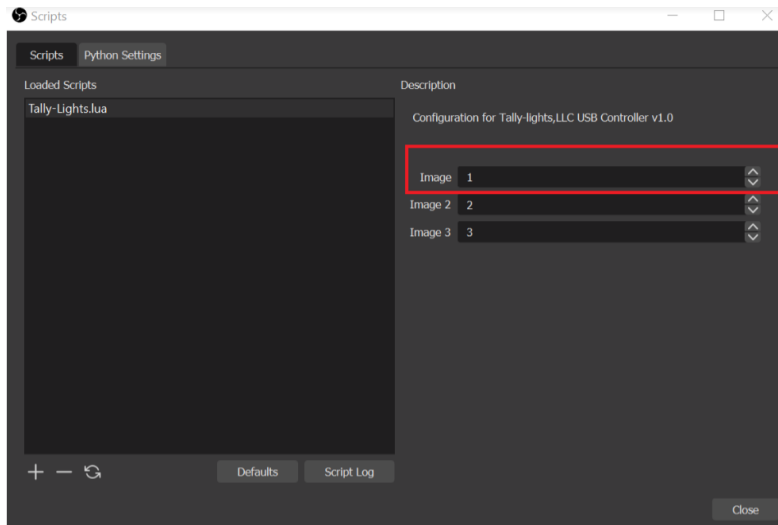 Scripts
Scripts Python Settings
Loaded Scripts
Tally-Lights.lua
Description
Configuration for Tally-lights,LLC USB Controller v1.0
Image 1
Image 2 2
Image 3 3
Defaults Script Log
Close